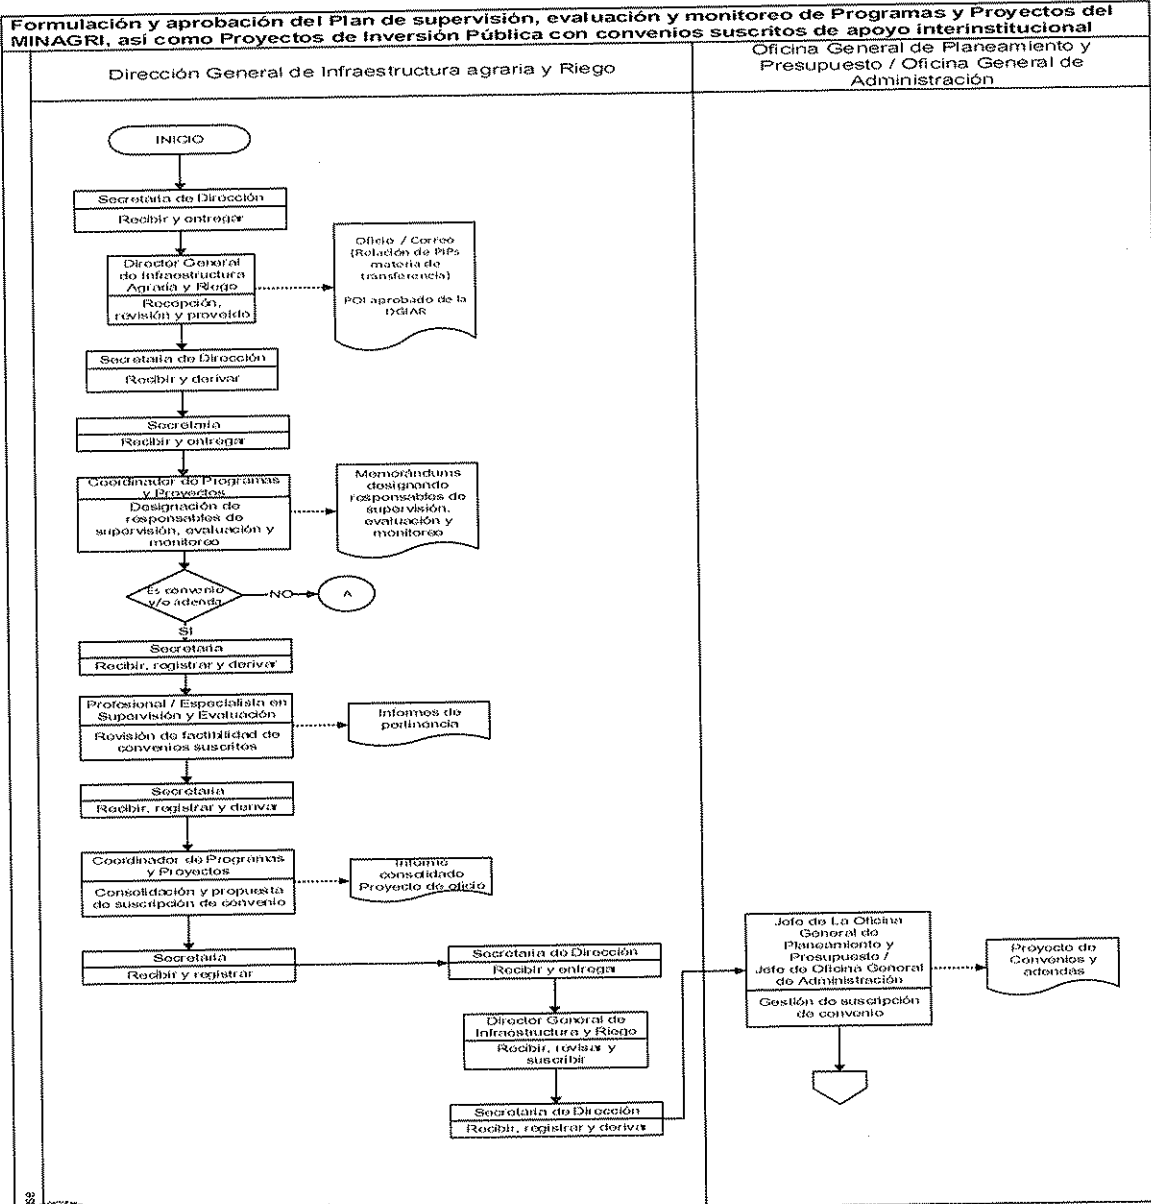 Formulación y aprobación del Plan de supervisión, evaluación y monitoreo de Programas y Proyectos del
MINAGRI, así como Proyectos de Inversión Pública con convenios suscritos de apoyo interinstitucional
Dirección General de Infraestructura agraria y Riego
Oficina General de Planeamiento y
Presupuesto / Oficina General de
Administración
INICIO
Secretaria de Dirección
Recibir y entregar
Director General
de Infraestructura
Agraria y Riego
Recepción,
revisión y proveído
Oficio / Correo
(Relación de PIPs
materia de
transferencia)
POI aprobado de la
DGIAR
Secretaria de Dirección
Recibir y derivar
Secretaria
Recibir y entregar
Coordinador de Programas
y Proyectos
Designación de
responsables de
supervisión, evaluación y
monitoreo
Memorándums
designando
responsables de
supervisión,
evaluación y
monitoreo
Es convenio
y/o adenda
NO
A
SI
Secretaria
Recibir, registrar y derivar
Profesional / Especialista en
Supervisión y Evaluación
Revisión de factibilidad de
convenios suscritos
Informes de
pertinencia
Secretaria
Recibir, registrar y derivar
Coordinador de Programas
y Proyectos
Consolidación y propuesta
de suscripción de convenio
Informe
consolidado
Proyecto de oficio
Secretaria
Recibir y registrar
Secretaria de Dirección
Recibir y entrega
Director General de
Infraestructura y Riego
Recibir, revisar y
suscribir
Secretaria de Dirección
Recibir, registrar y deriva
Jefe de La Oficina
General de
Planeamiento y
Presupuesto /
Jefe de Oficina General
de Administración
Gestión de suscripción
de convenio
Proyecto de
Convenios y
adendas
se